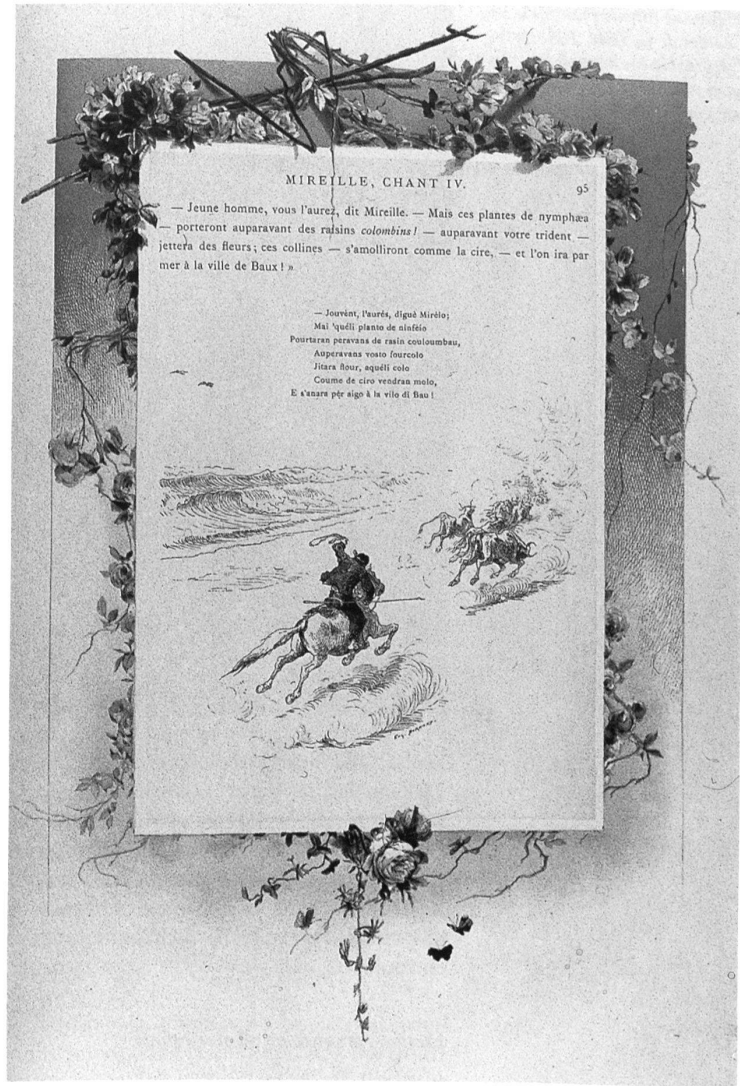 MIREILLE, CHANT IV.
95
— Jeune homme, vous l'aurez, dit Mireille. — Mais ces plantes de nymphæa
— porteront auparavant des raisins colombins! — auparavant votre trident —
jettera des fleurs; ces collines — s'amolliront comme la cire, — et l'on ira par
mer à la ville de Baux! »
— Jouvènt, l'aurés, diguè Mirèio;
Mai 'quéli planto de ninfèio
Pourtaran peravans de rasin couloumbau,
Auperavans vosto fourcolo
Jitara flour, aquéli colo
Coume de ciro vendran molo,
E s'anara pèr aigo à la vilo di Bau!